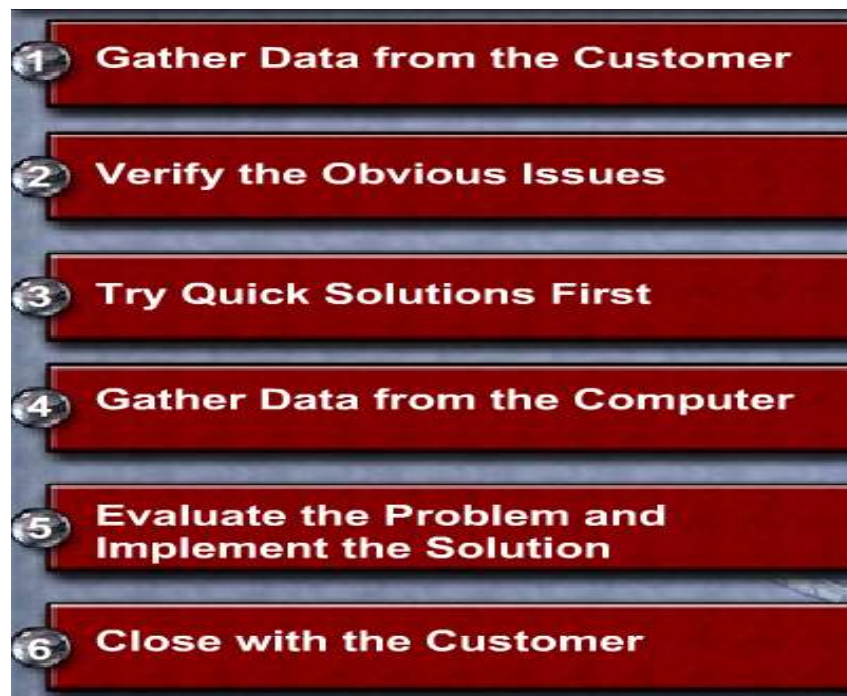 1 Gather Data from the Customer
2 Verify the Obvious Issues
3 Try Quick Solutions First
4 Gather Data from the Computer
5 Evaluate the Problem and
Implement the Solution
6 Close with the Customer